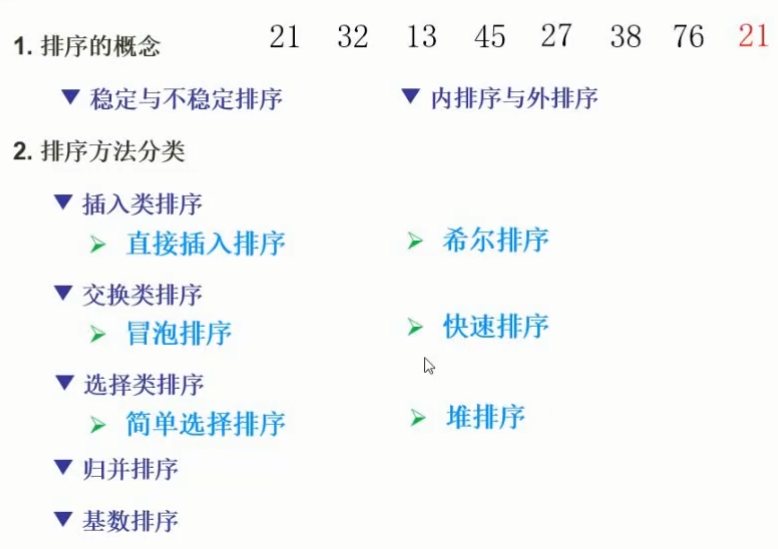 1. 排序的概念 21 32 13 45 27 38 76 21
▼ 稳定与不稳定排序 ▼ 内排序与外排序
2. 排序方法分类
▼ 插入类排序
➢ 直接插入排序 ➢ 希尔排序
▼ 交换类排序
➢ 冒泡排序 ➢ 快速排序
▼ 选择类排序
➢ 简单选择排序 ➢ 堆排序
▼ 归并排序
▼ 基数排序